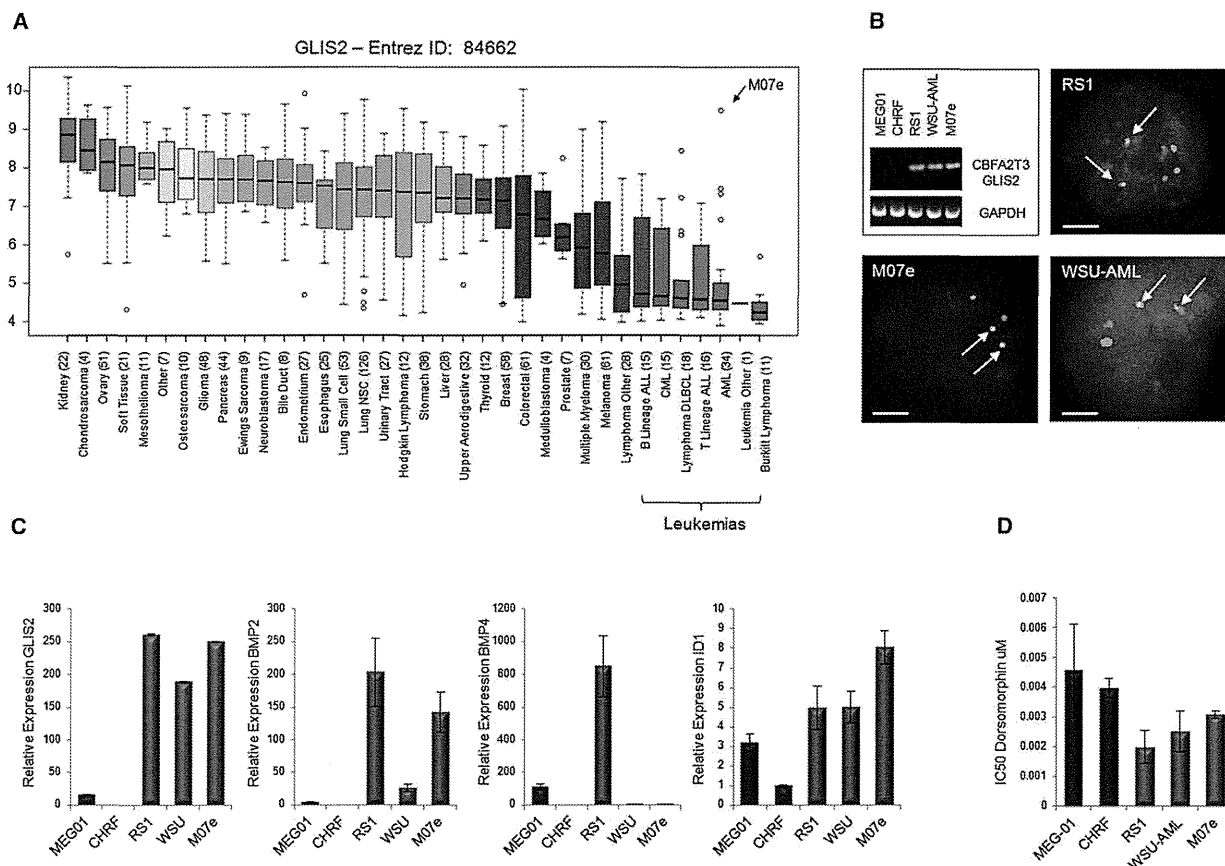 A
GLIS2 – Entrez ID: 84662
10
9
8
7
6
5
4
M07e
Kidney (22)
Chondrosarcoma (4)
Ovary (51)
Soft Tissue (21)
Mesothelioma (11)
Other (7)
Osteosarcoma (10)
Glioma (48)
Pancreas (44)
Ewings Sarcoma (9)
Neuroblastoma (17)
Bile Duct (8)
Endometrium (27)
Esophagus (25)
Lung Small Cell (53)
Lung NSC (126)
Urinary Tract (27)
Hodgkin Lymphoma (12)
Stomach (38)
Liver (28)
Upper Aerodigestive (32)
Thyroid (12)
Breast (58)
Colorectal (61)
Medulloblastoma (4)
Prostate (7)
Multiple Myeloma (30)
Melanoma (61)
Lymphoma Other (28)
B Lineage ALL (15)
CML (15)
Lymphoma DLBCL (18)
T Lineage ALL (16)
AML (34)
Leukemia Other (1)
Burkitt Lymphoma (11)
Leukemias
B
MEG01
CHRF
RS1
WSU-AML
M07e
CBFA2T3
GLIS2
GAPDH
RS1
M07e
WSU-AML
C
Relative Expression GLIS2
300
250
200
150
100
50
0
MEG01
CHRF
RS1
WSU
M07e
Relative Expression BMP2
300
250
200
150
100
50
0
MEG01
CHRF
RS1
WSU
M07e
Relative Expression BMP4
1200
1000
800
600
400
200
0
MEG01
CHRF
RS1
WSU
M07e
Relative Expression ID1
10
9
8
7
6
5
4
3
2
1
0
MEG01
CHRF
RS1
WSU
M07e
D
IC50 Dorsomorphin uM
0.007
0.006
0.005
0.004
0.003
0.002
0.001
0
MEG-01
CHRF
RS1
WSU-AML
M07e